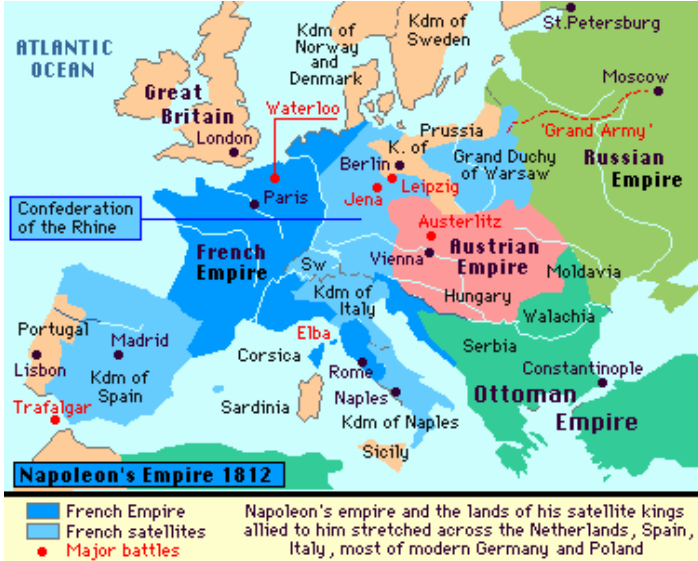 Kdm of
Norway
and
Denmark
Kdm of
Sweden
St.Petersburg
ATLANTIC
OCEAN
Great
Britain
London
Moscow
Waterloo
Prussia
'Grand Army'
K. of
Berlin
Grand Duchy
of Warsaw
Russian
Empire
Leipzig
Jena
Paris
Confederation
of the Rhine
Austerlitz
French
Empire
Sw
Vienna
Austrian
Empire
Moldavia
Hungary
Kdm of
Italy
Walachia
Portugal
Madrid
Elba
Serbia
Corsica
Lisbon
Kdm of
Spain
Rome
Constantinople
Naples
Ottoman
Empire
Trafalgar
Sardinia
Kdm of Naples
Sicily
Napoleon's Empire 1812
French Empire
French satellites
Major battles
Napoleon's empire and the lands of his satellite kings
allied to him stretched across the Netherlands, Spain,
Italy, most of modern Germany and Poland